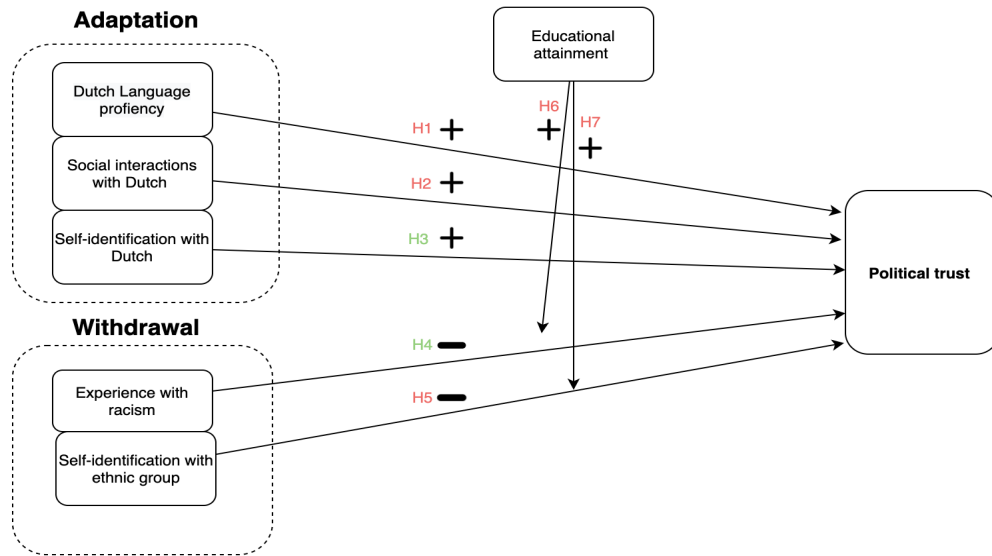 Adaptation
Dutch Language
profiency
Social interactions
with Dutch
Self-identification with
Dutch
Withdrawal
Experience with
racism
Self-identification with
ethnic group
Educational
attainment
H1 +
H2 +
H3 +
H4 −
H5 −
H6
+
H7
+
Political trust